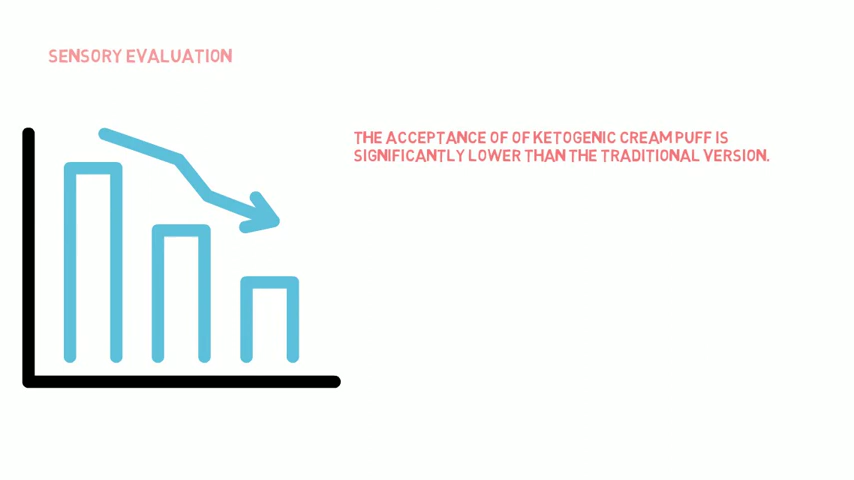 SENSORY EVALUATION
THE ACCEPTANCE OF OF KETOGENIC CREAM PUFF IS
SIGNIFICANTLY LOWER THAN THE TRADITIONAL VERSION.